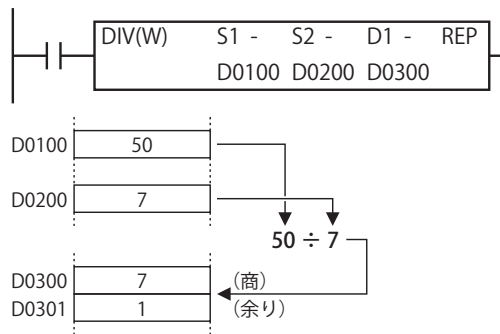 DIV(W) S1 - S2 - D1 - REP
D0100 D0200 D0300
D0100 50
D0200 7
50 ÷ 7
D0300 7 (商)
D0301 1 (余り)